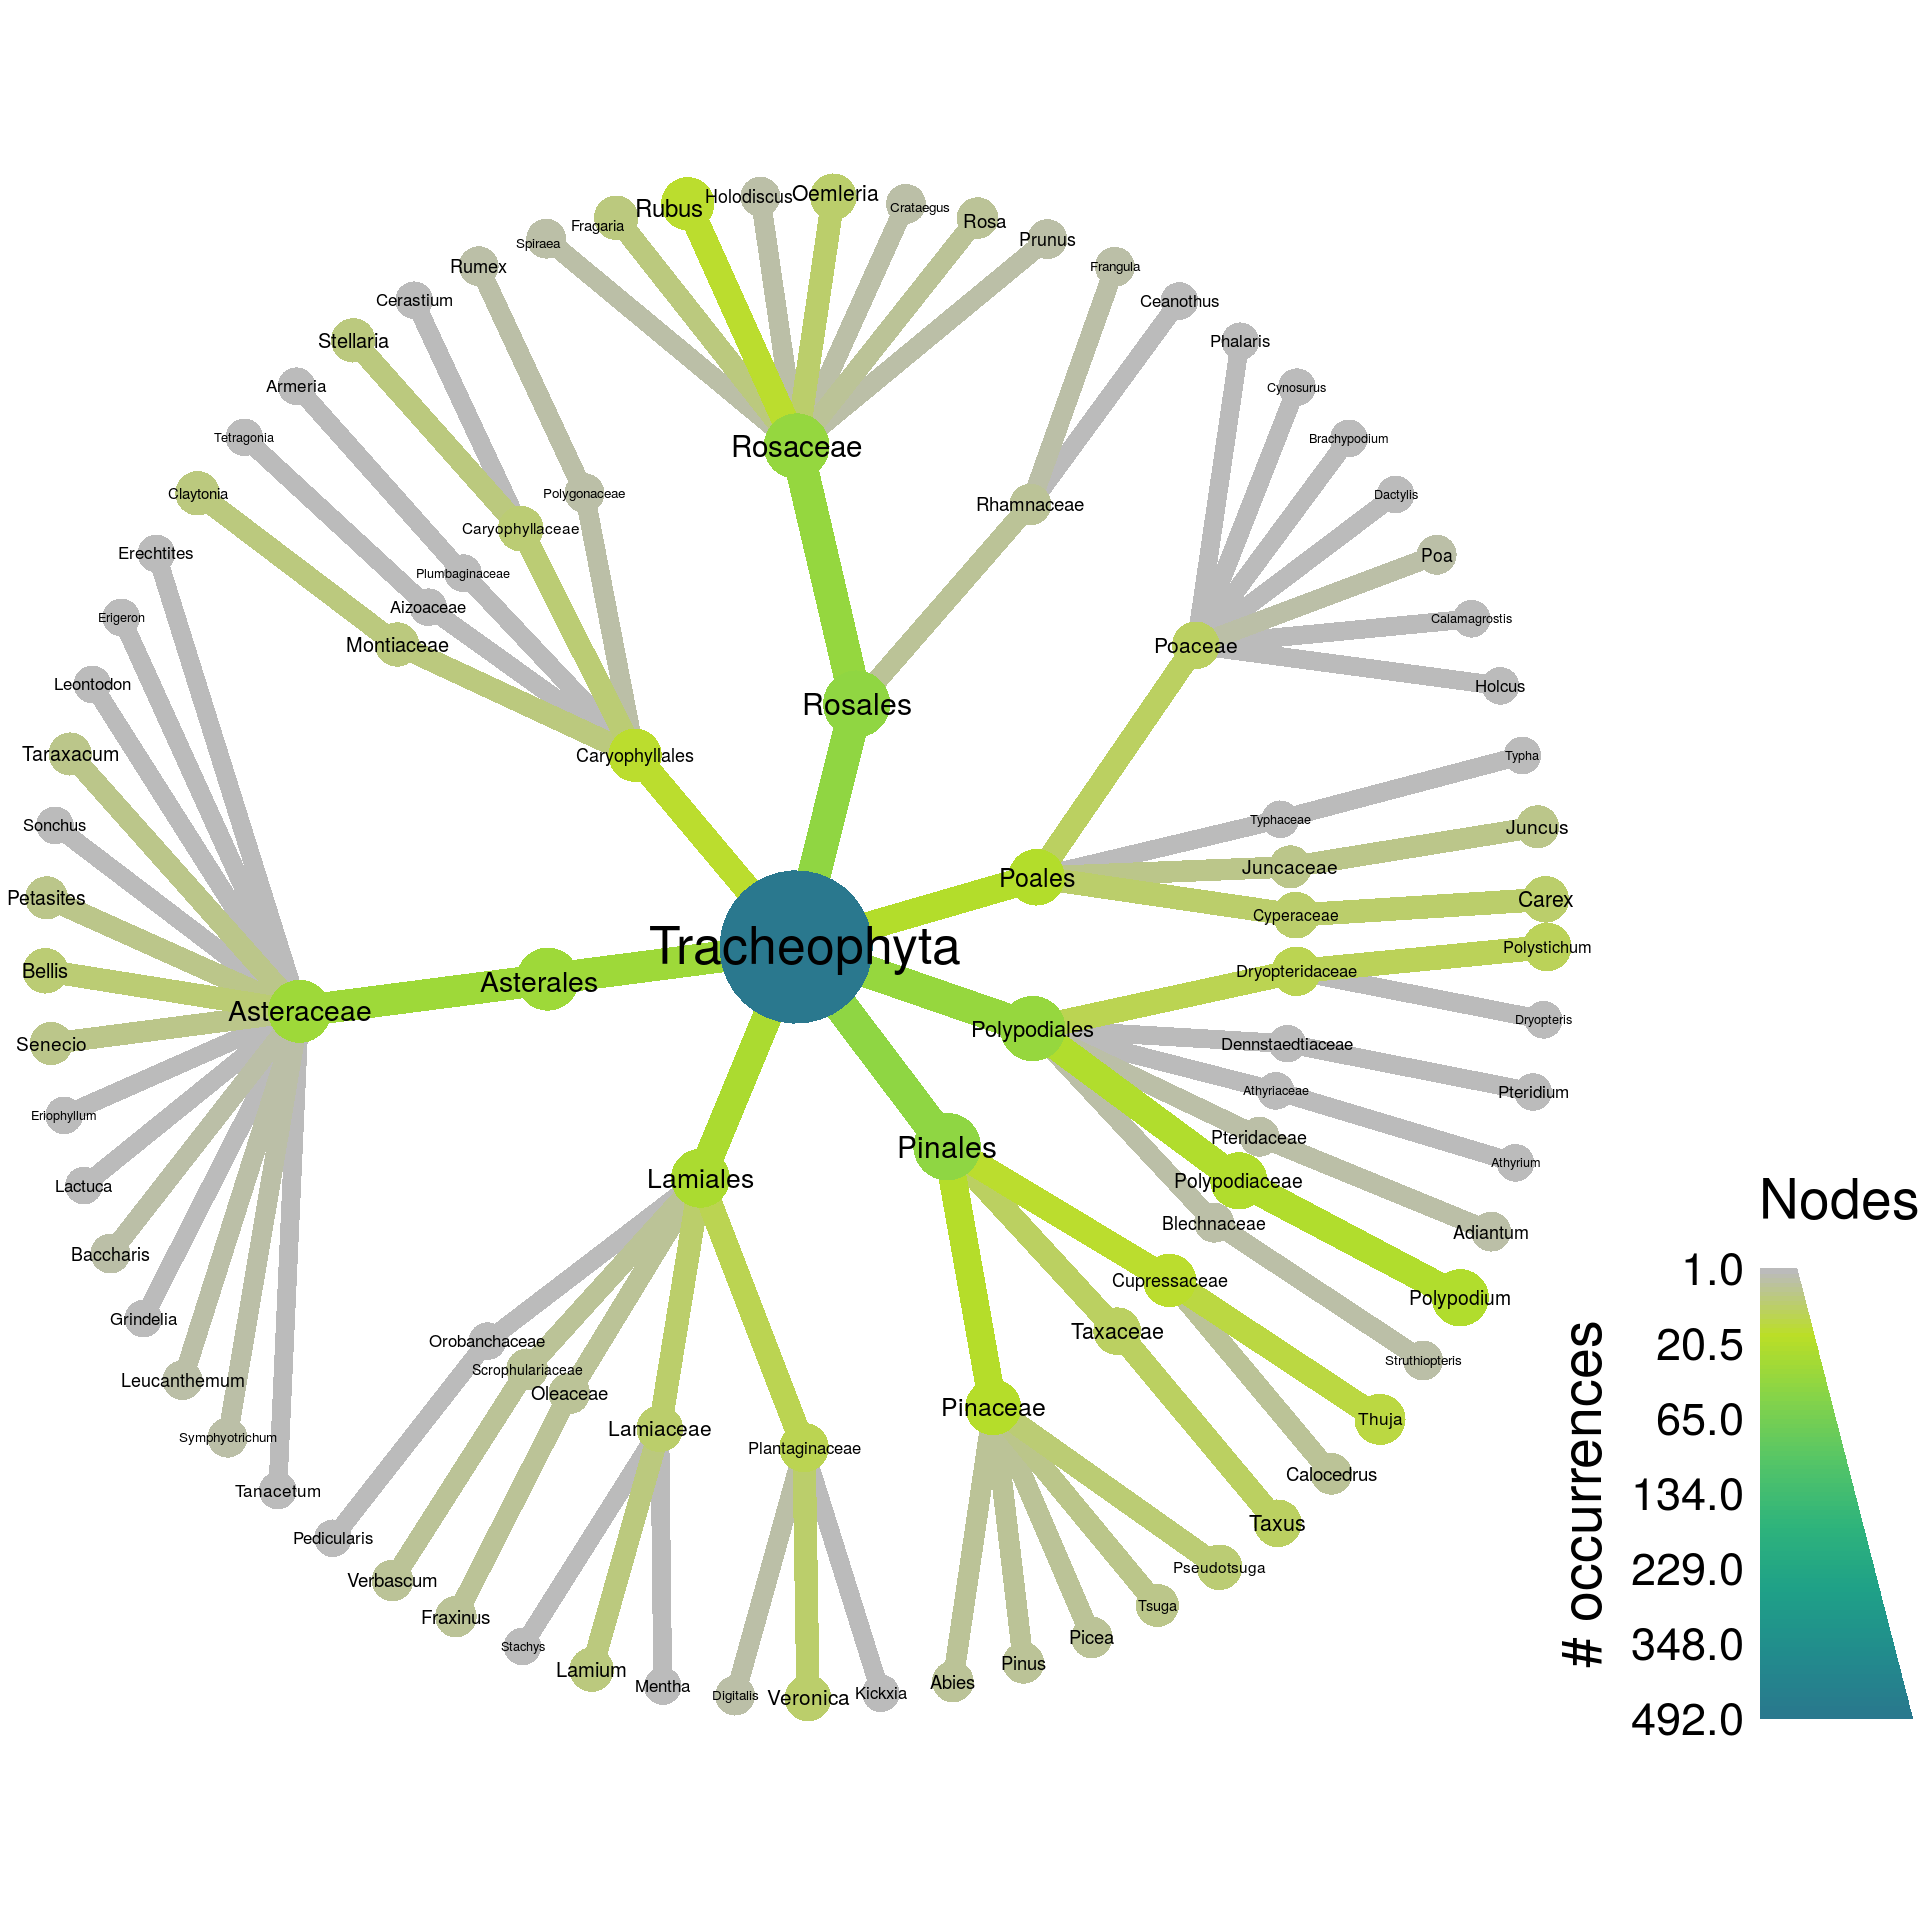 Rubus
Holodiscus
Oemleria
Crataegus
Rosa
Prunus
Fragaria
Spiraea
Rumex
Frangula
Cerastium
Ceanothus
Stellaria
Phalaris
Armeria
Cynosurus
Tetragonia
Brachypodium
Rosaceae
Claytonia
Polygonaceae
Dactylis
Rhamnaceae
Caryophyllaceae
Erechtites
Poa
Plumbaginaceae
Aizoaceae
Erigeron
Calamagrostis
Montiaceae
Poaceae
Leontodon
Holcus
Rosales
Taraxacum
Caryophyllales
Typha
Sonchus
Typhaceae
Juncus
Juncaceae
Poales
Petasites
Carex
Cyperaceae
Tracheophyta
Polystichum
Bellis
Dryopteridaceae
Asterales
Asteraceae
Dryopteris
Polypodiales
Senecio
Dennstaedtiaceae
Athyriaceae
Pteridium
Eriophyllum
Pteridaceae
Pinales
Athyrium
Lamiales
Polypodiaceae
Lactuca
Blechnaceae
Adiantum
Baccharis
Cupressaceae
Polypodium
Grindelia
Taxaceae
Orobanchaceae
Struthiopteris
Scrophulariaceae
Leucanthemum
Oleaceae
Pinaceae
Thuja
Lamiaceae
Symphyotrichum
Plantaginaceae
Calocedrus
Tanacetum
Taxus
Pedicularis
Pseudotsuga
Verbascum
Tsuga
Fraxinus
Picea
Stachys
Pinus
Lamium
Abies
Mentha
Digitalis
Veronica
Kickxia
Nodes
# occurrences
1.0
20.5
65.0
134.0
229.0
348.0
492.0